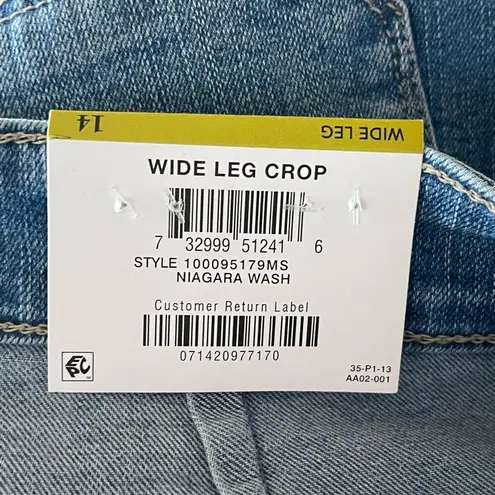 14 WIDE LEG
WIDE LEG CROP
7 32999 51241 6
STYLE 100095179MS
NIAGARA WASH
Customer Return Label
071420977170
EPC
35-P1-13
AA02-001